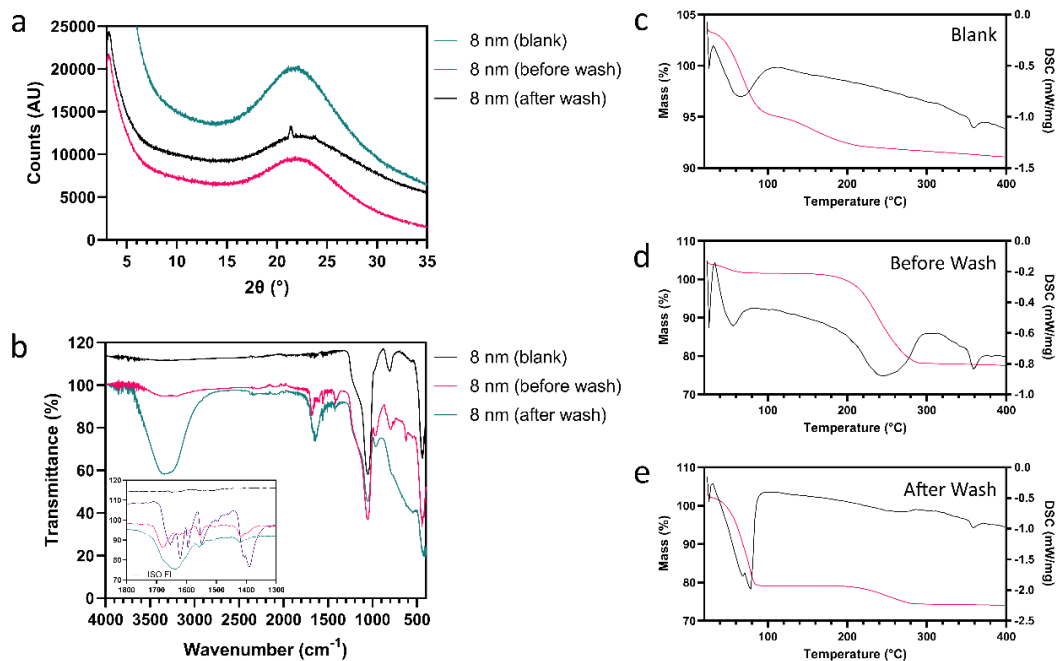 a
25000
20000
15000
10000
5000
0
Counts (AU)
5 10 15 20 25 30 35
2θ (°)
8 nm (blank)
8 nm (before wash)
8 nm (after wash)
b
120
100
80
60
40
20
0
Transmittance (%)
4000 3500 3000 2500 2000 1500 1000 500
Wavenumber (cm⁻¹)
8 nm (blank)
8 nm (before wash)
8 nm (after wash)
120
110
100
90
80
70
ISO FI
1800 1700 1600 1500 1400 1300
c
Blank
105
100
95
90
Mass (%)
0.0
-0.5
-1.0
-1.5
DSC (mW/mg)
100 200 300 400
Temperature (°C)
d
Before Wash
110
100
90
80
70
Mass (%)
0.0
-0.2
-0.4
-0.6
-0.8
-1.0
DSC (mW/mg)
100 200 300 400
Temperature (°C)
e
After Wash
110
100
90
80
70
Mass (%)
0.0
-0.5
-1.0
-1.5
-2.0
-2.5
DSC (mW/mg)
100 200 300 400
Temperature (°C)